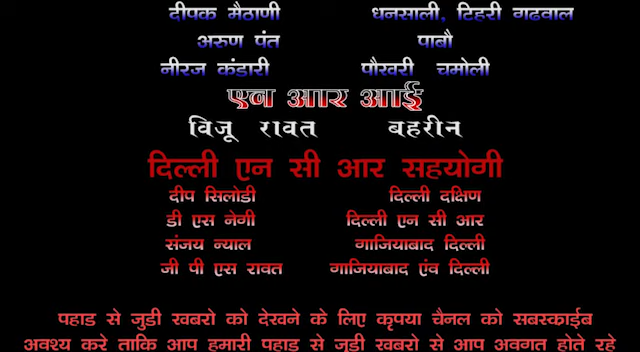 दीपक मैठाणी धनसाली, टिहरी गढवाल
अरुण पंत पाबौ
नीरज कंडारी पौखरी चमोली
एन आर आई
विजू रावत बहरीन
दिल्ली एन सी आर सहयोगी
दीप सिलोडी दिल्ली दक्षिण
डी एस नेगी दिल्ली एन सी आर
संजय न्याल गाजियाबाद दिल्ली
जी पी एस रावत गाजियाबाद एंव दिल्ली
पहाड से जुडी खबरो को देखने के लिए कृपया चैनल को सबस्काईब
अवश्य करे ताकि आप हमारी पहाड से जुडी खबरो से आप अवगत होते रहे